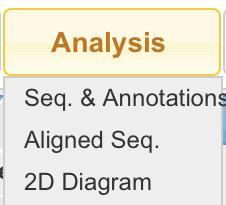 Analysis
Seq. & Annotations
Aligned Seq.
2D Diagram